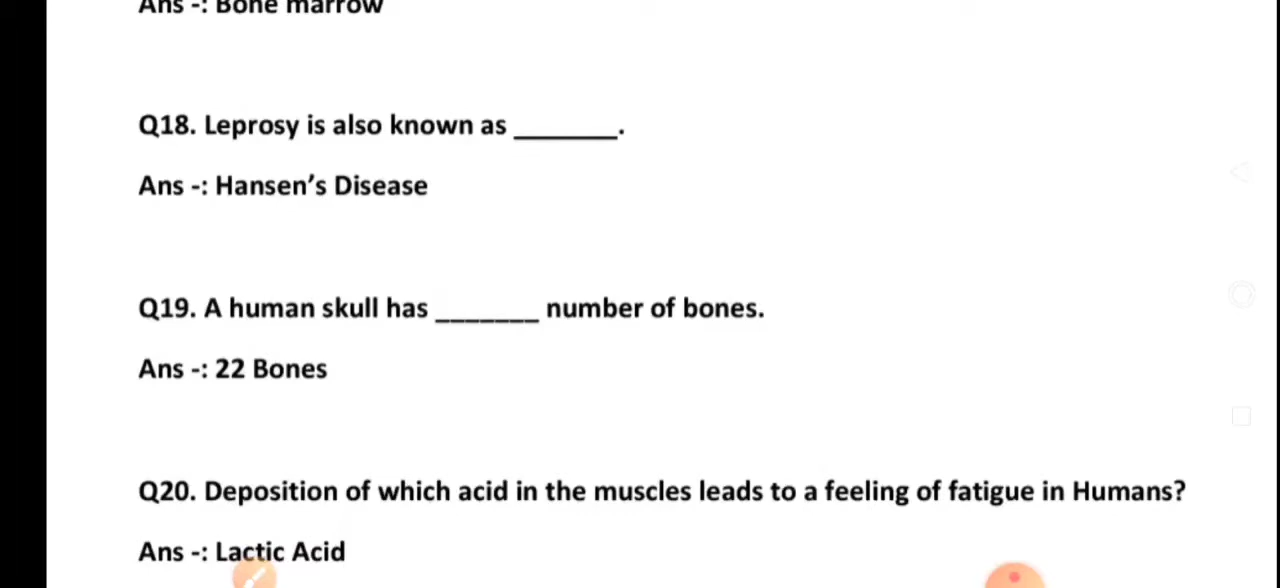 Ans -: Bone marrow
Q18. Leprosy is also known as _______.
Ans -: Hansen’s Disease
Q19. A human skull has _______ number of bones.
Ans -: 22 Bones
Q20. Deposition of which acid in the muscles leads to a feeling of fatigue in Humans?
Ans -: Lactic Acid